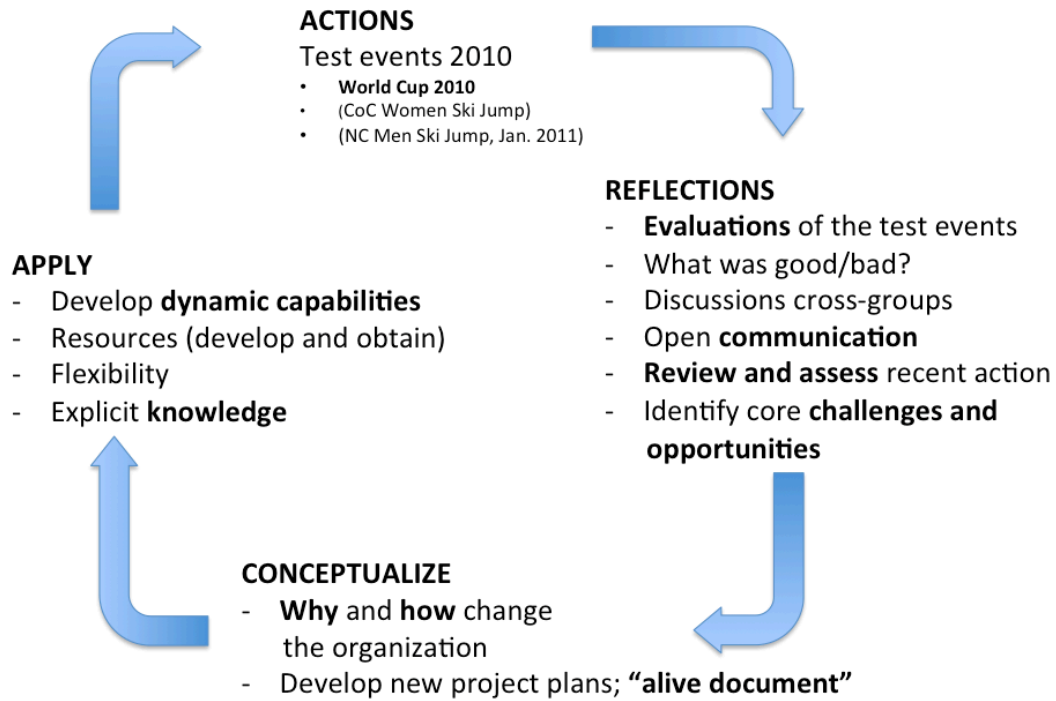 ACTIONS
Test events 2010
• World Cup 2010
• (CoC Women Ski Jump)
• (NC Men Ski Jump, Jan. 2011)
REFLECTIONS
- Evaluations of the test events
- What was good/bad?
- Discussions cross-groups
- Open communication
- Review and assess recent action
- Identify core challenges and
opportunities
CONCEPTUALIZE
- Why and how change
the organization
- Develop new project plans; “alive document”
APPLY
- Develop dynamic capabilities
- Resources (develop and obtain)
- Flexibility
- Explicit knowledge